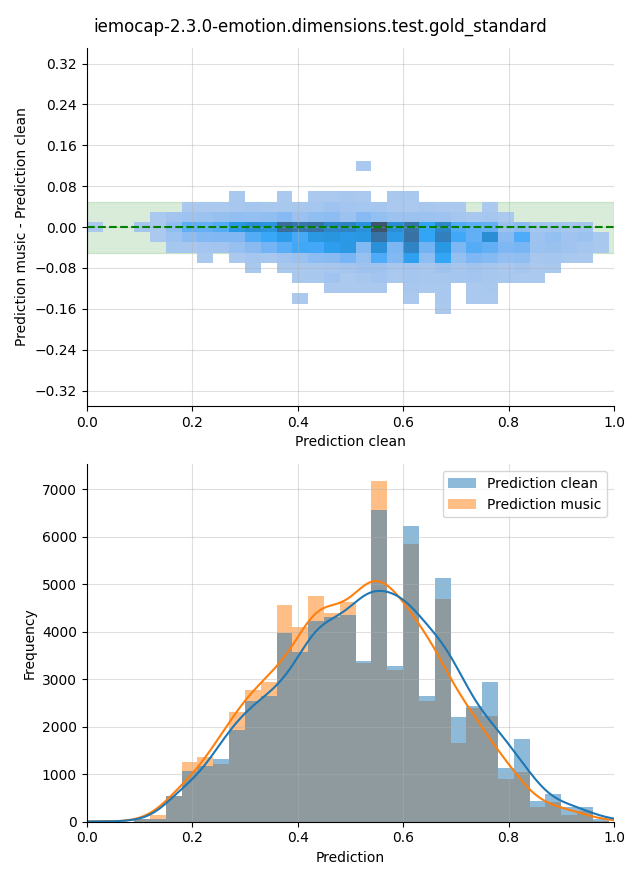 iemocap-2.3.0-emotion.dimensions.test.gold_standard
0.32
0.24
0.16
0.08
0.00
−0.08
−0.16
−0.24
−0.32
Prediction music - Prediction clean
0.0 0.2 0.4 0.6 0.8 1.0
Prediction clean
Prediction clean
Prediction music
7000
6000
5000
4000
3000
2000
1000
0
Frequency
0.0 0.2 0.4 0.6 0.8 1.0
Prediction